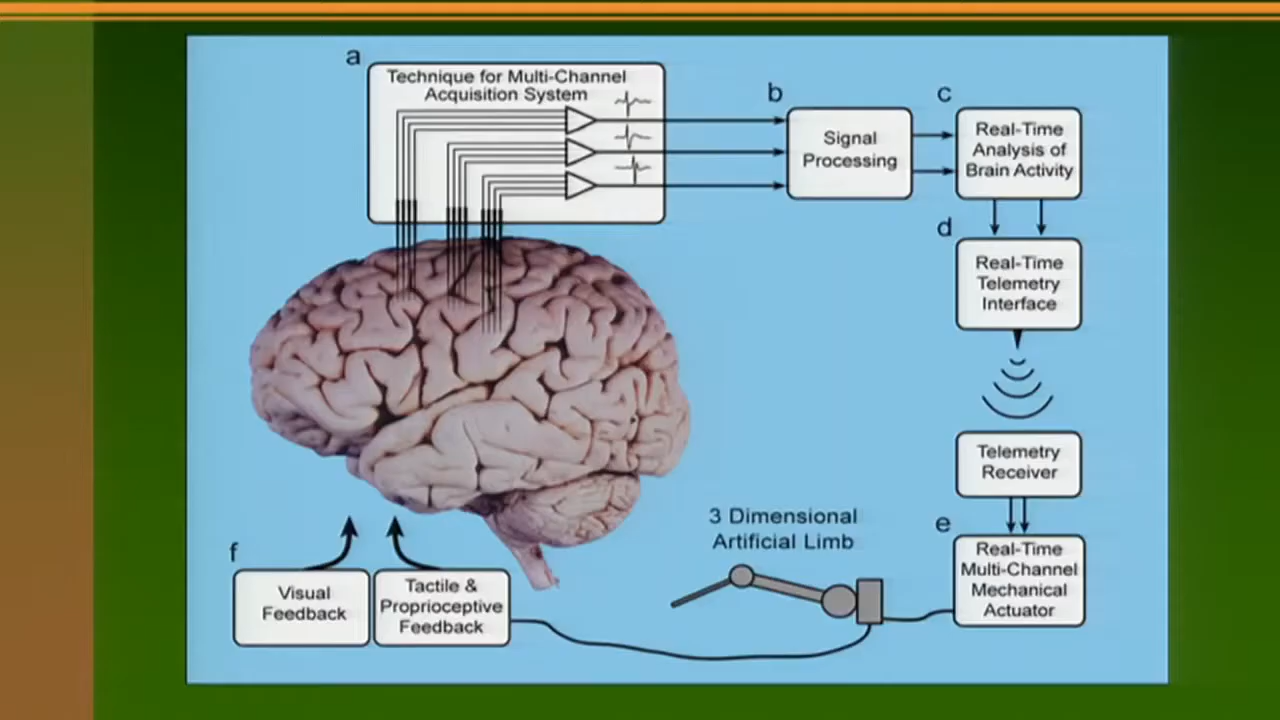 a
Technique for Multi-Channel
Acquisition System
b
Signal
Processing
c
Real-Time
Analysis of
Brain Activity
d
Real-Time
Telemetry
Interface
Telemetry
Receiver
e
Real-Time
Multi-Channel
Mechanical
Actuator
3 Dimensional
Artificial Limb
f
Visual
Feedback
Tactile &
Proprioceptive
Feedback